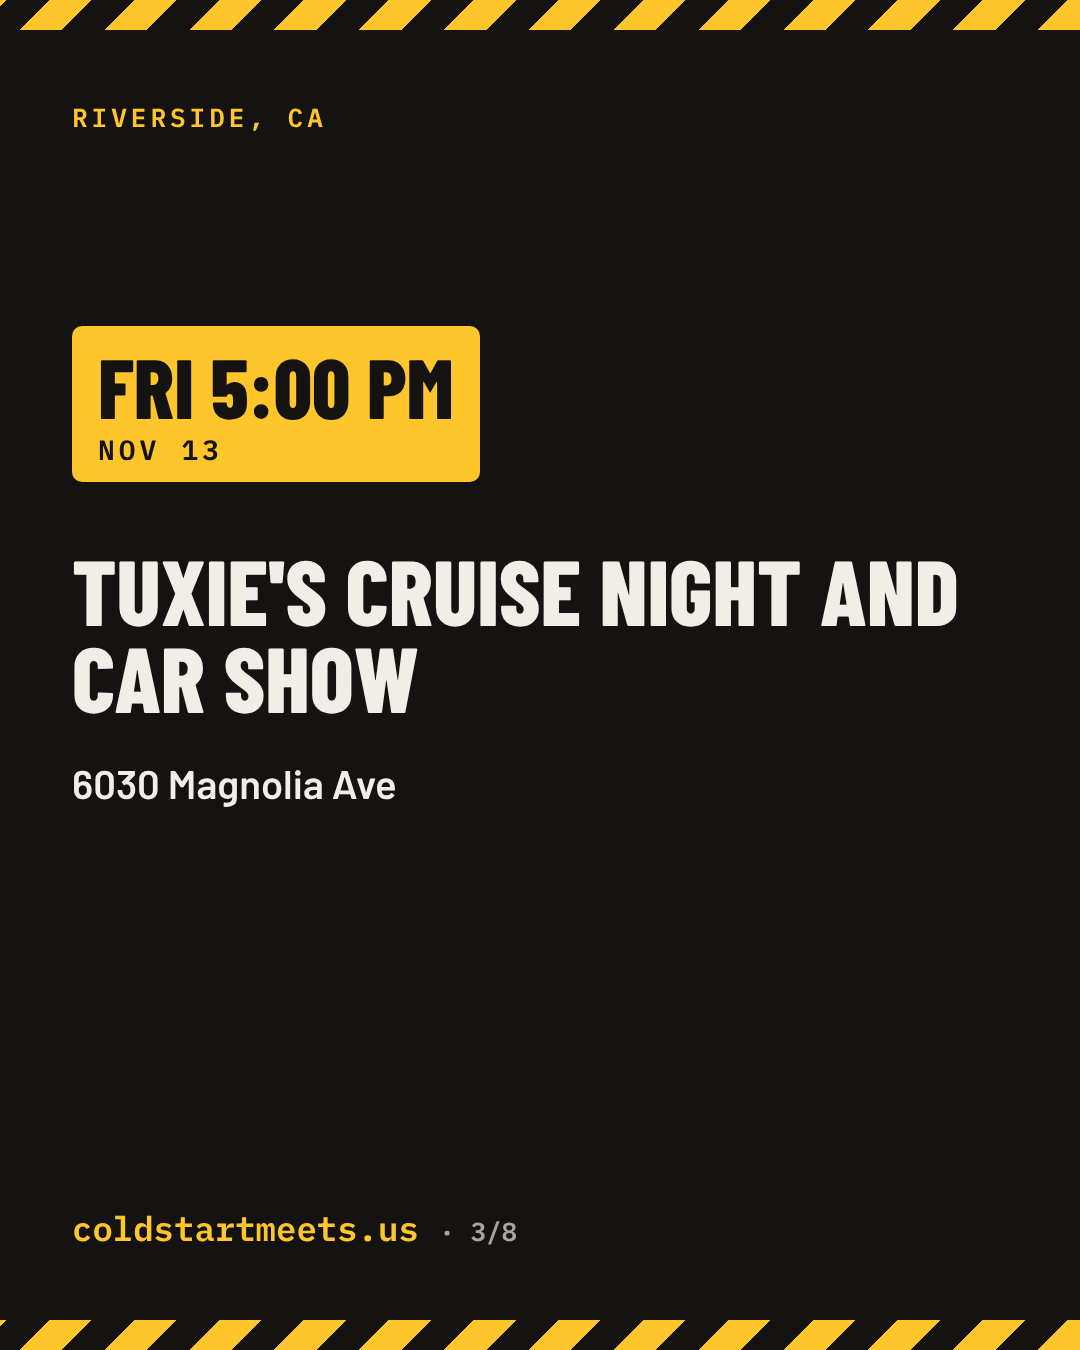 RIVERSIDE, CA
FRI 5:00 PM
NOV 13
TUXIE'S CRUISE NIGHT AND
CAR SHOW
6030 Magnolia Ave
coldstartmeets.us · 3/8